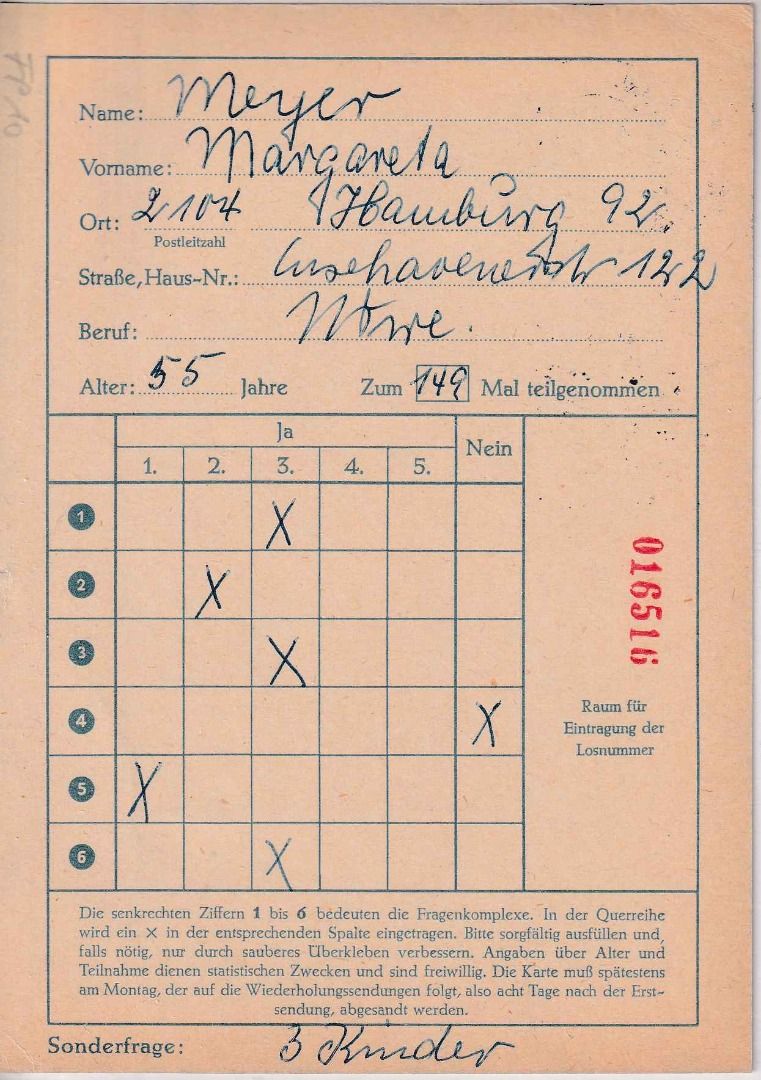 Name: Meyer
Vorname: Margareta
Ort: 2104 Hamburg 92.
Postleitzahl
Straße, Haus-Nr.: 122
Beruf:
Alter: 55 Jahre Zum 149 Mal teilgenommen
Ja
Nein
1. 2. 3. 4. 5.
1 X
2 X
3 X
4 X
5 X
6 X
016516
Raum für
Eintragung der
Losnummer
Die senkrechten Ziffern 1 bis 6 bedeuten die Fragenkomplexe. In der Querreihe
wird ein × in der entsprechenden Spalte eingetragen. Bitte sorgfältig ausfüllen und,
falls nötig, nur durch sauberes Überkleben verbessern. Angaben über Alter und
Teilnahme dienen statistischen Zwecken und sind freiwillig. Die Karte muß spätestens
am Montag, der auf die Wiederholungssendungen folgt, also acht Tage nach der Erst-
sendung, abgesandt werden.
Sonderfrage: 3 Kinder